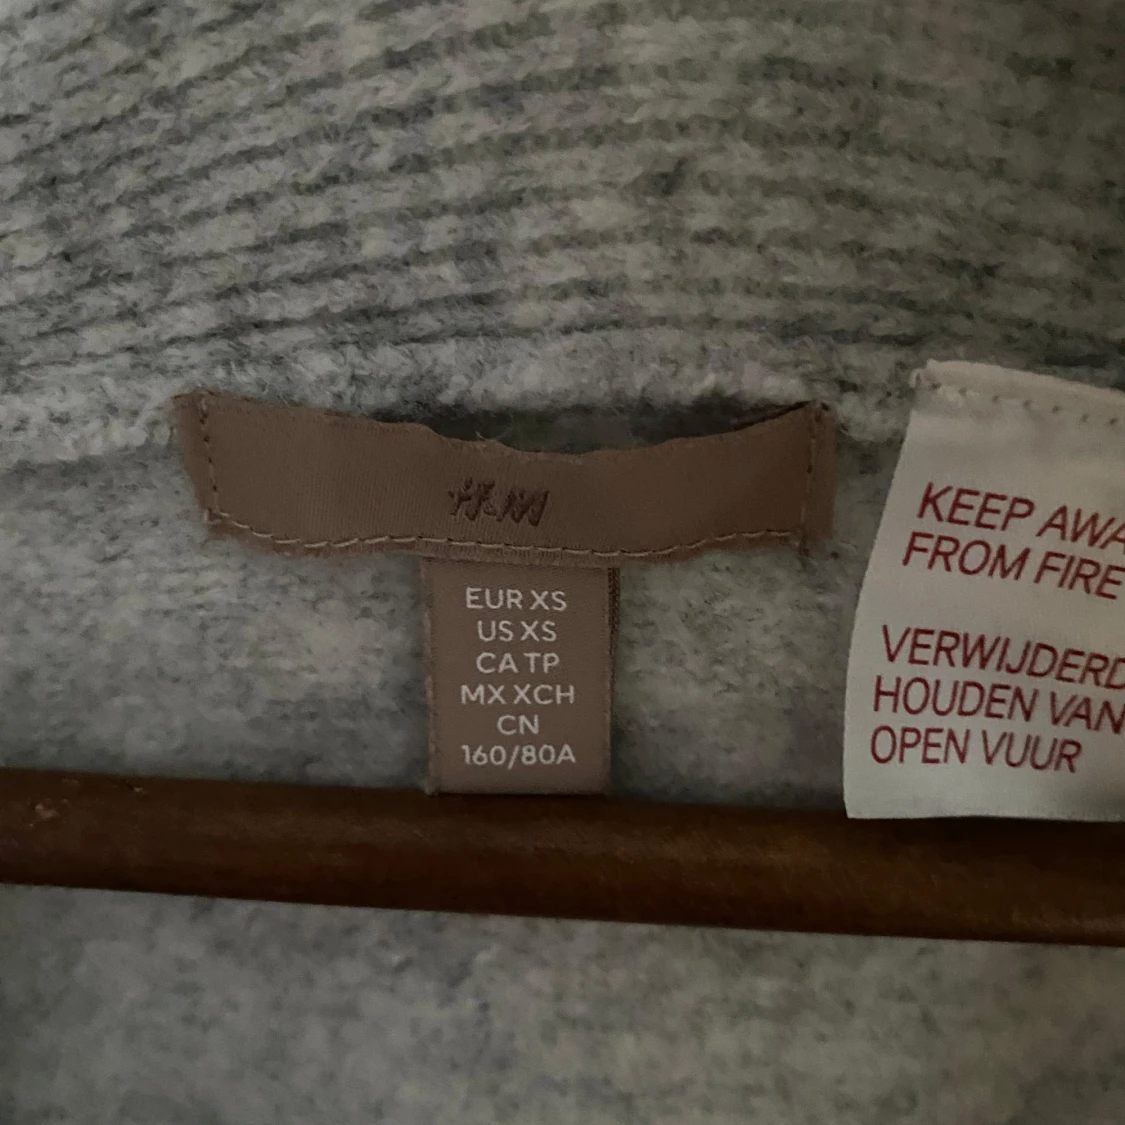 H&M
EUR XS
US XS
CA TP
MX XCH
CN
160/80A
KEEP AWA
FROM FIRE
VERWIJDERD
HOUDEN VAN
OPEN VUUR